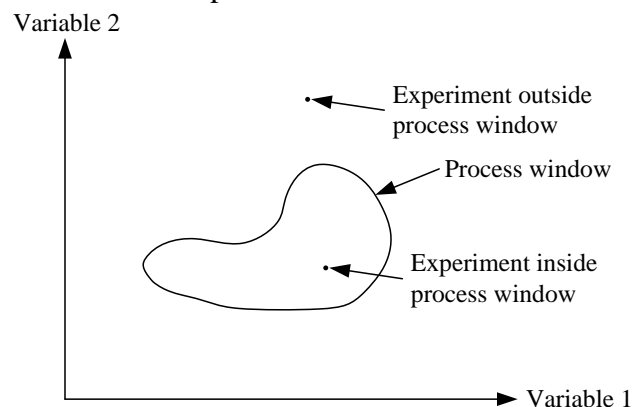 Variable 2
Experiment outside
process window
Process window
Experiment inside
process window
Variable 1